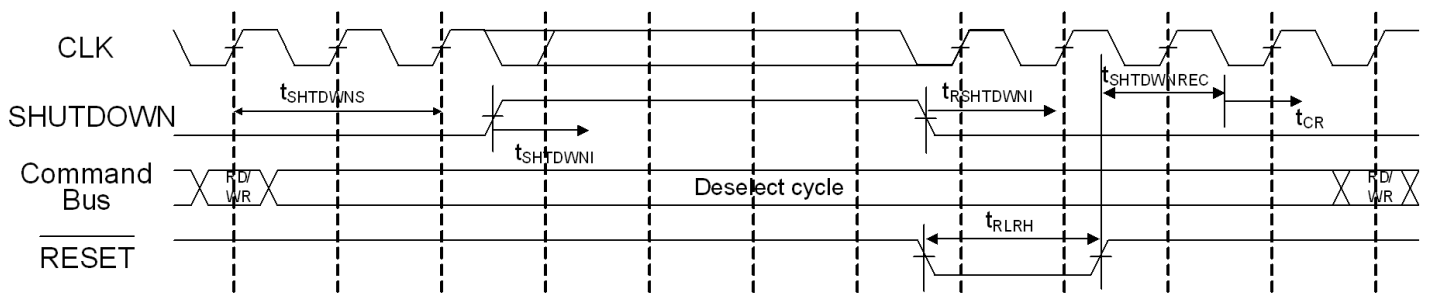 CLK
tSHTDWNS
tRSHTDWNI
tSHTDWNREC
SHUTDOWN
tSHTDWNI
tCR
Command
Bus
RD/
WR
Deselect cycle
RD/
WR
tRLRH
RESET